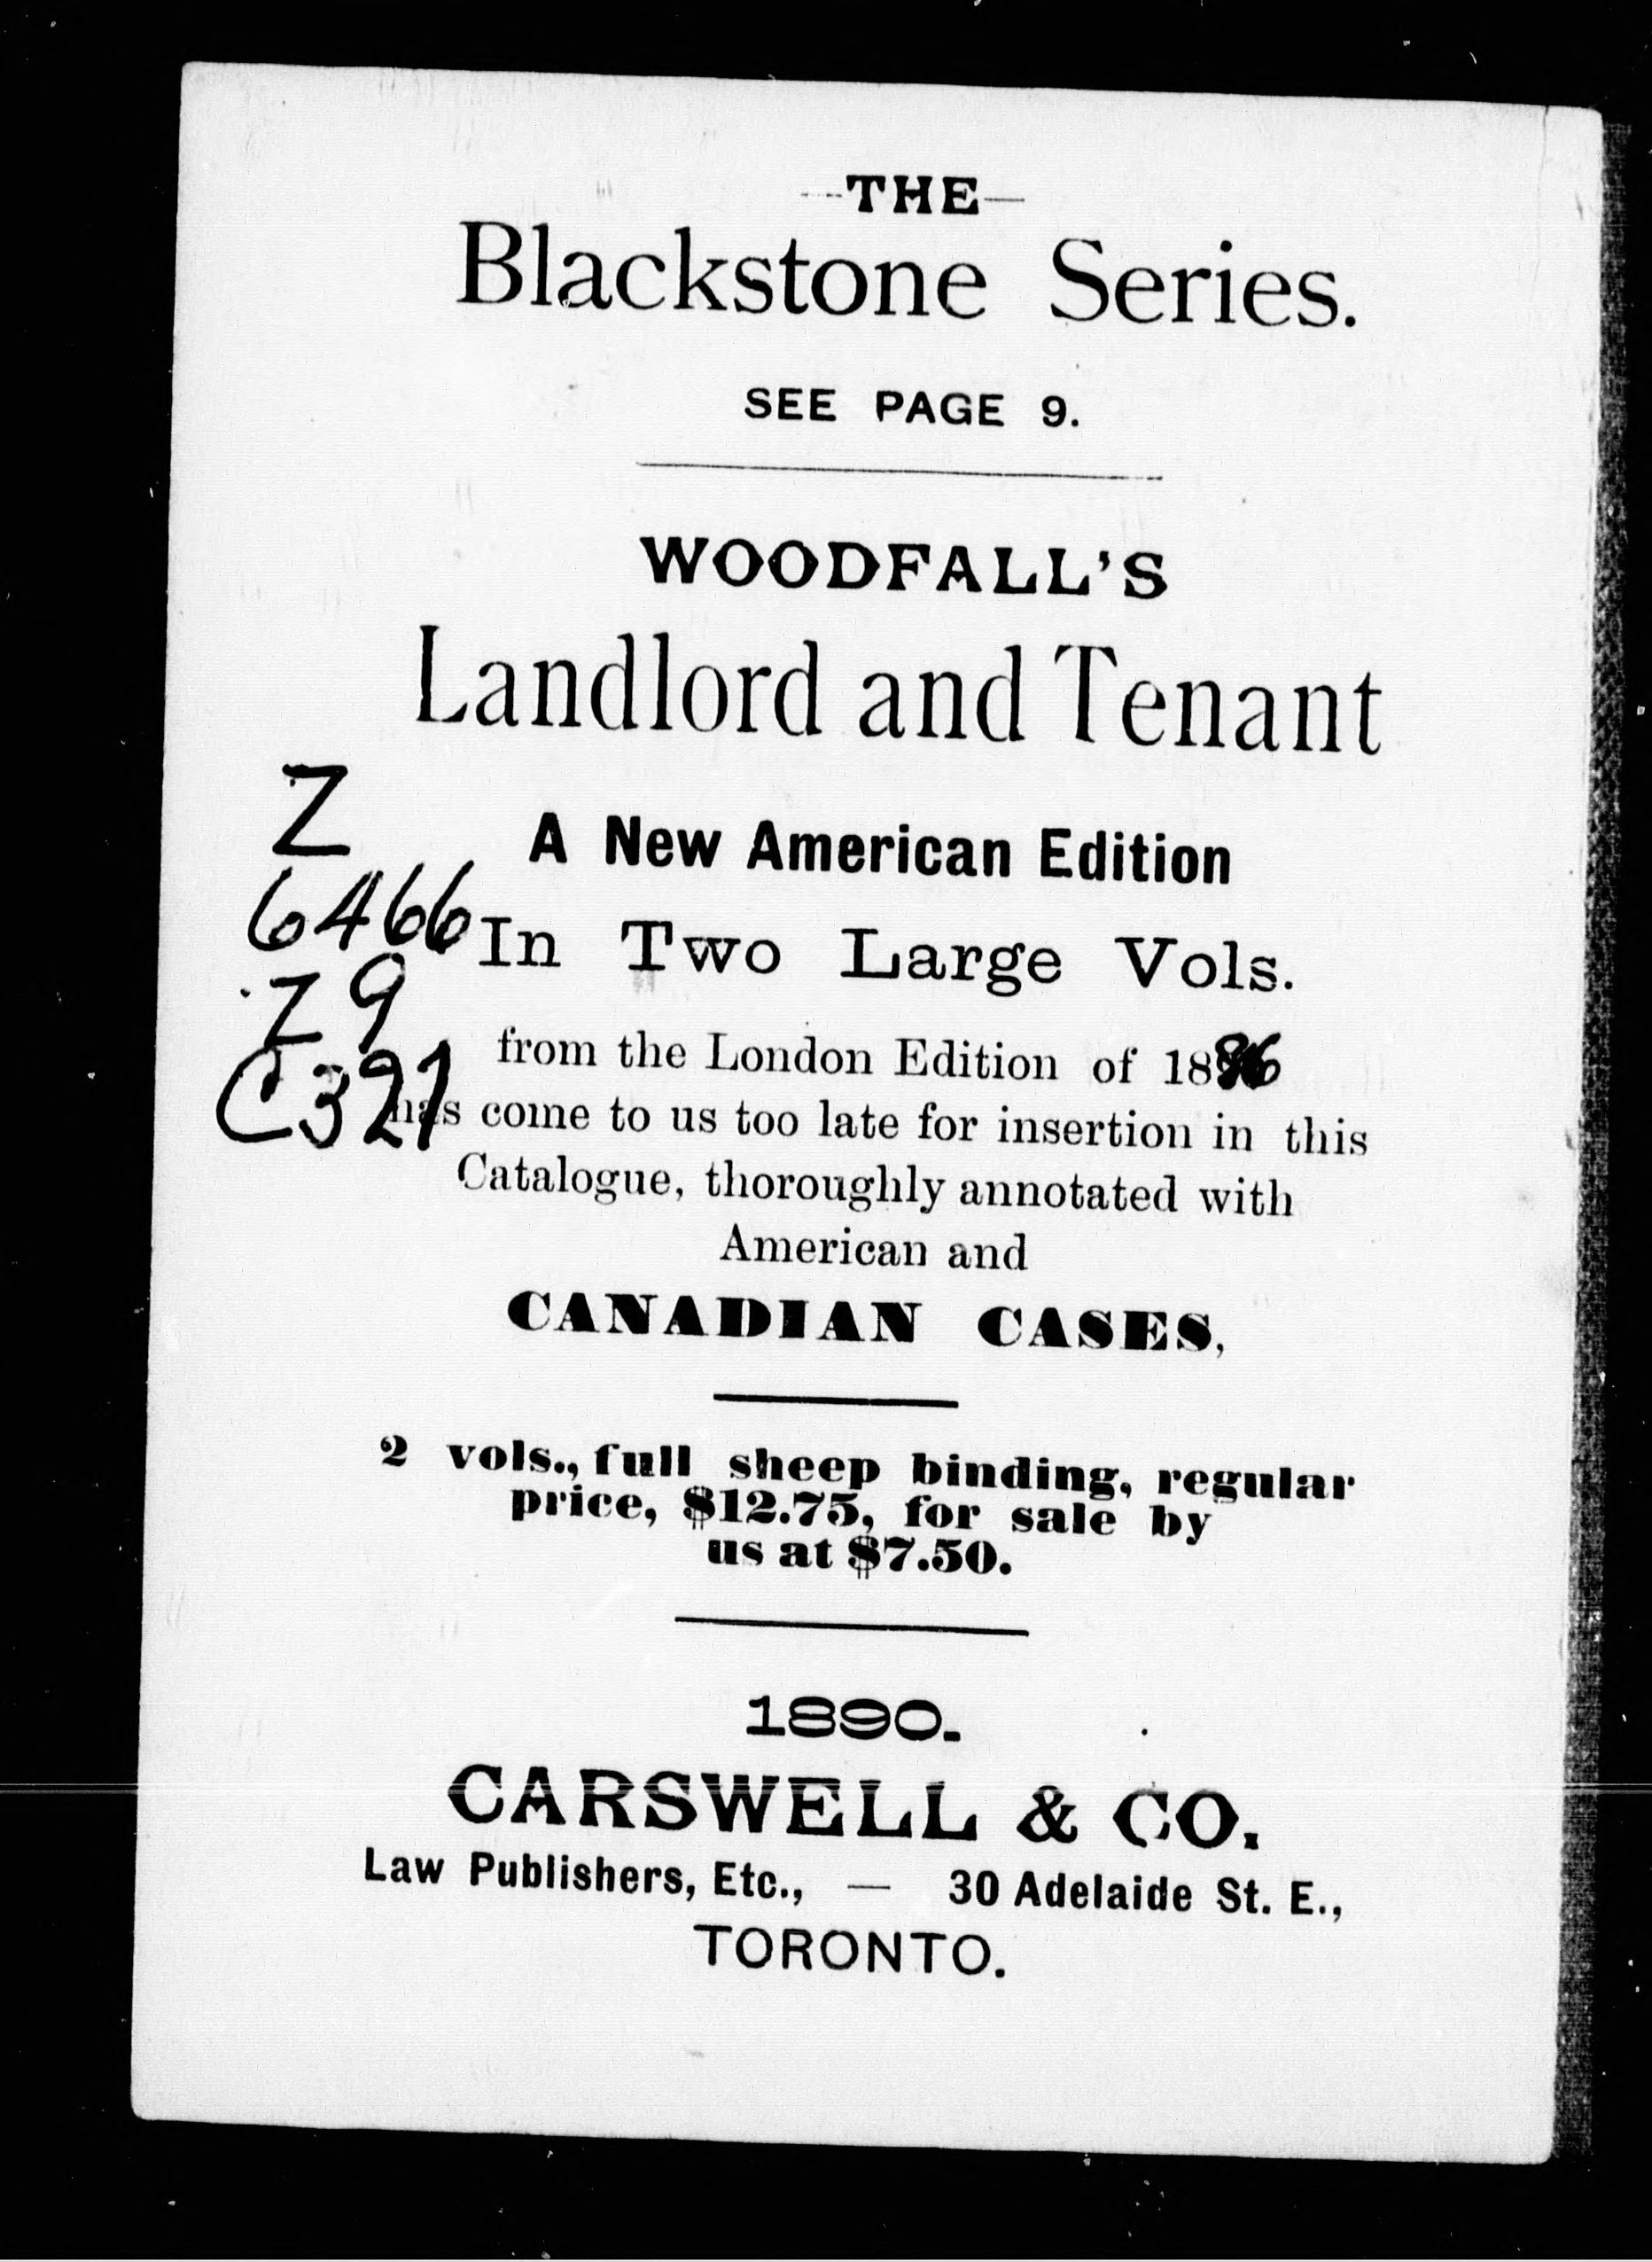 —THE—
Blackstone Series.
SEE PAGE 9.
WOODFALL'S
Landlord and Tenant
A New American Edition
In Two Large Vols.
Z
6466
Z9
C321
from the London Edition of 1886
has come to us too late for insertion in this
Catalogue, thoroughly annotated with
American and
CANADIAN CASES,
2 vols., full sheep binding, regular
price, $12.75, for sale by
us at $7.50.
1890.
CARSWELL & CO.
Law Publishers, Etc., — 30 Adelaide St. E.,
TORONTO.